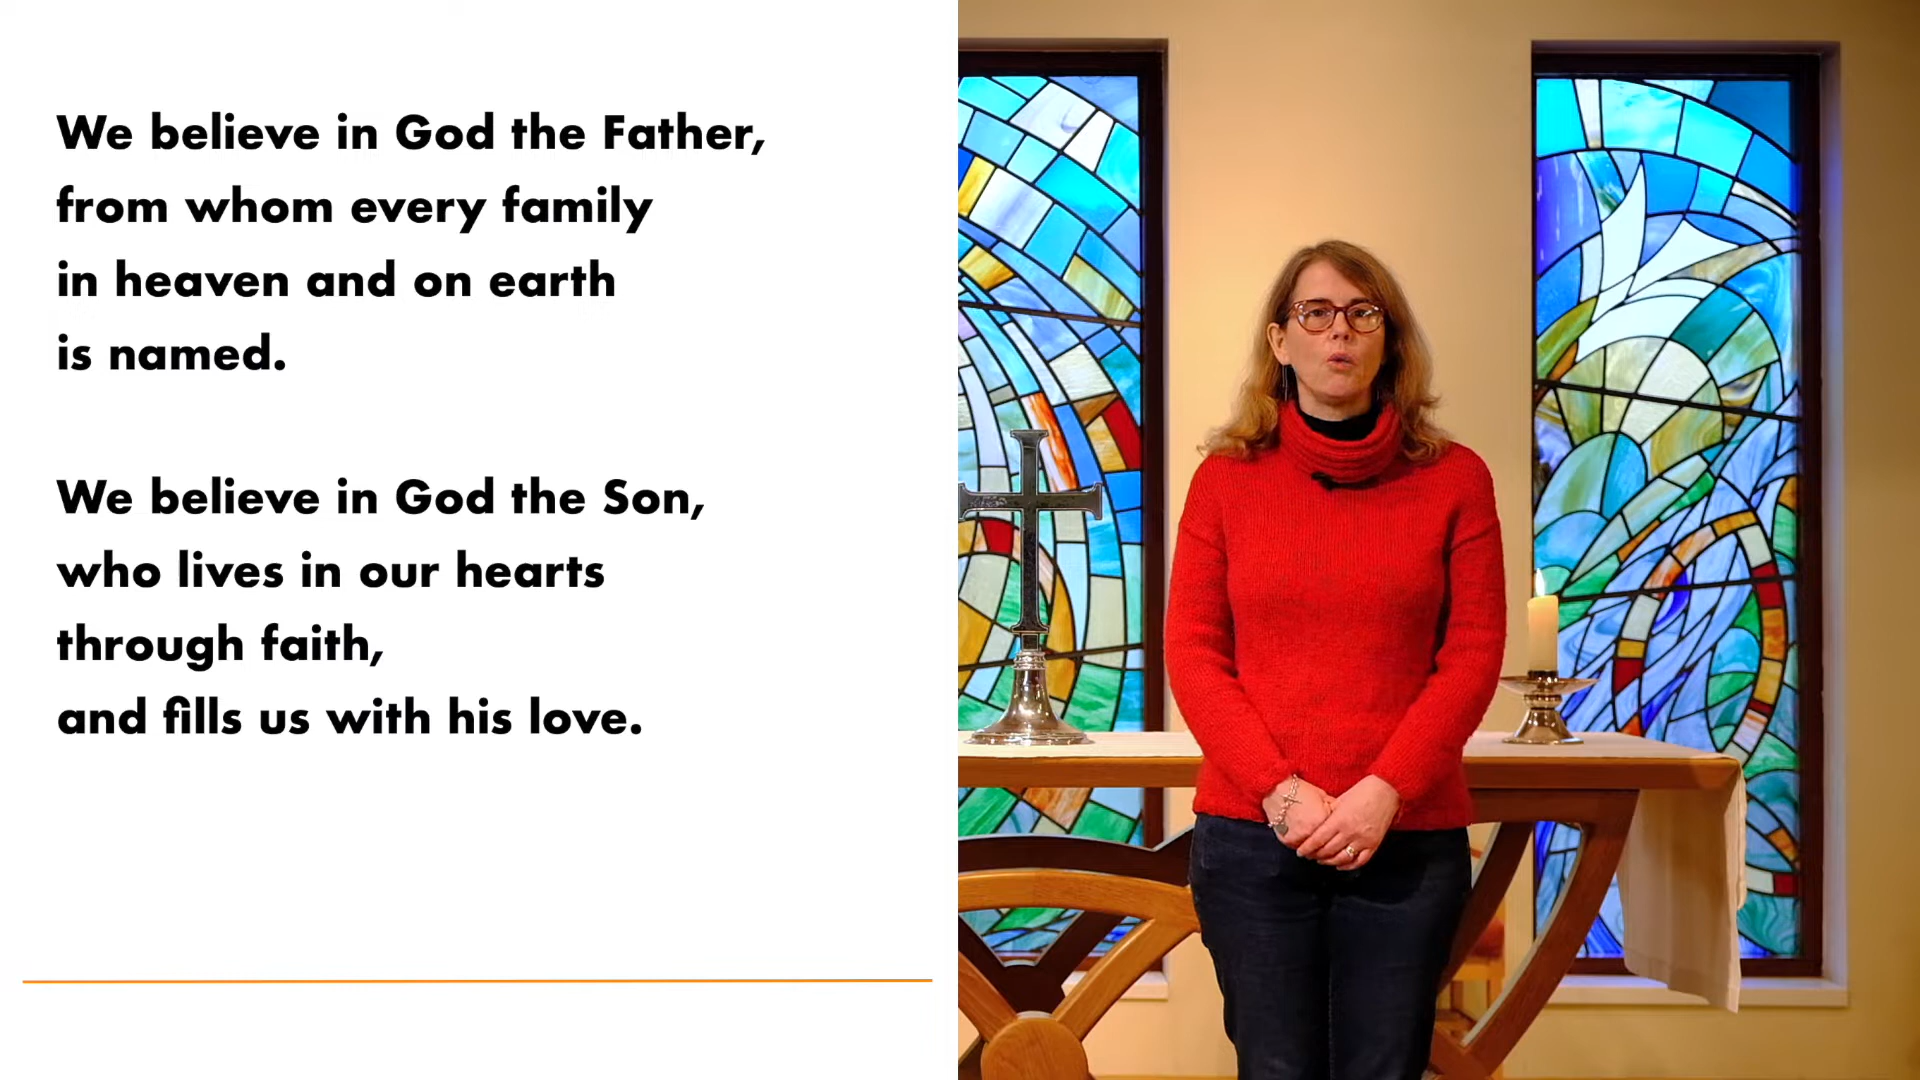 We believe in God the Father,
from whom every family
in heaven and on earth
is named.
We believe in God the Son,
who lives in our hearts
through faith,
and fills us with his love.